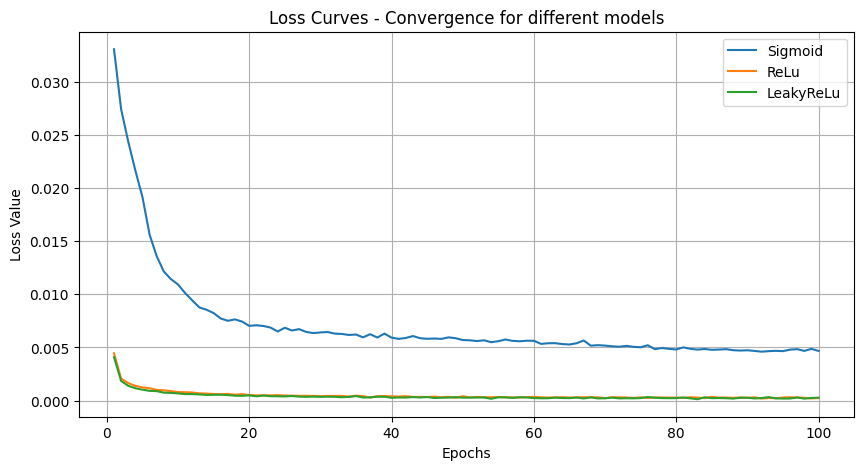 Loss Curves - Convergence for different models
Sigmoid
ReLu
LeakyReLu
Loss Value
0.030
0.025
0.020
0.015
0.010
0.005
0.000
0
20
40
60
80
100
Epochs